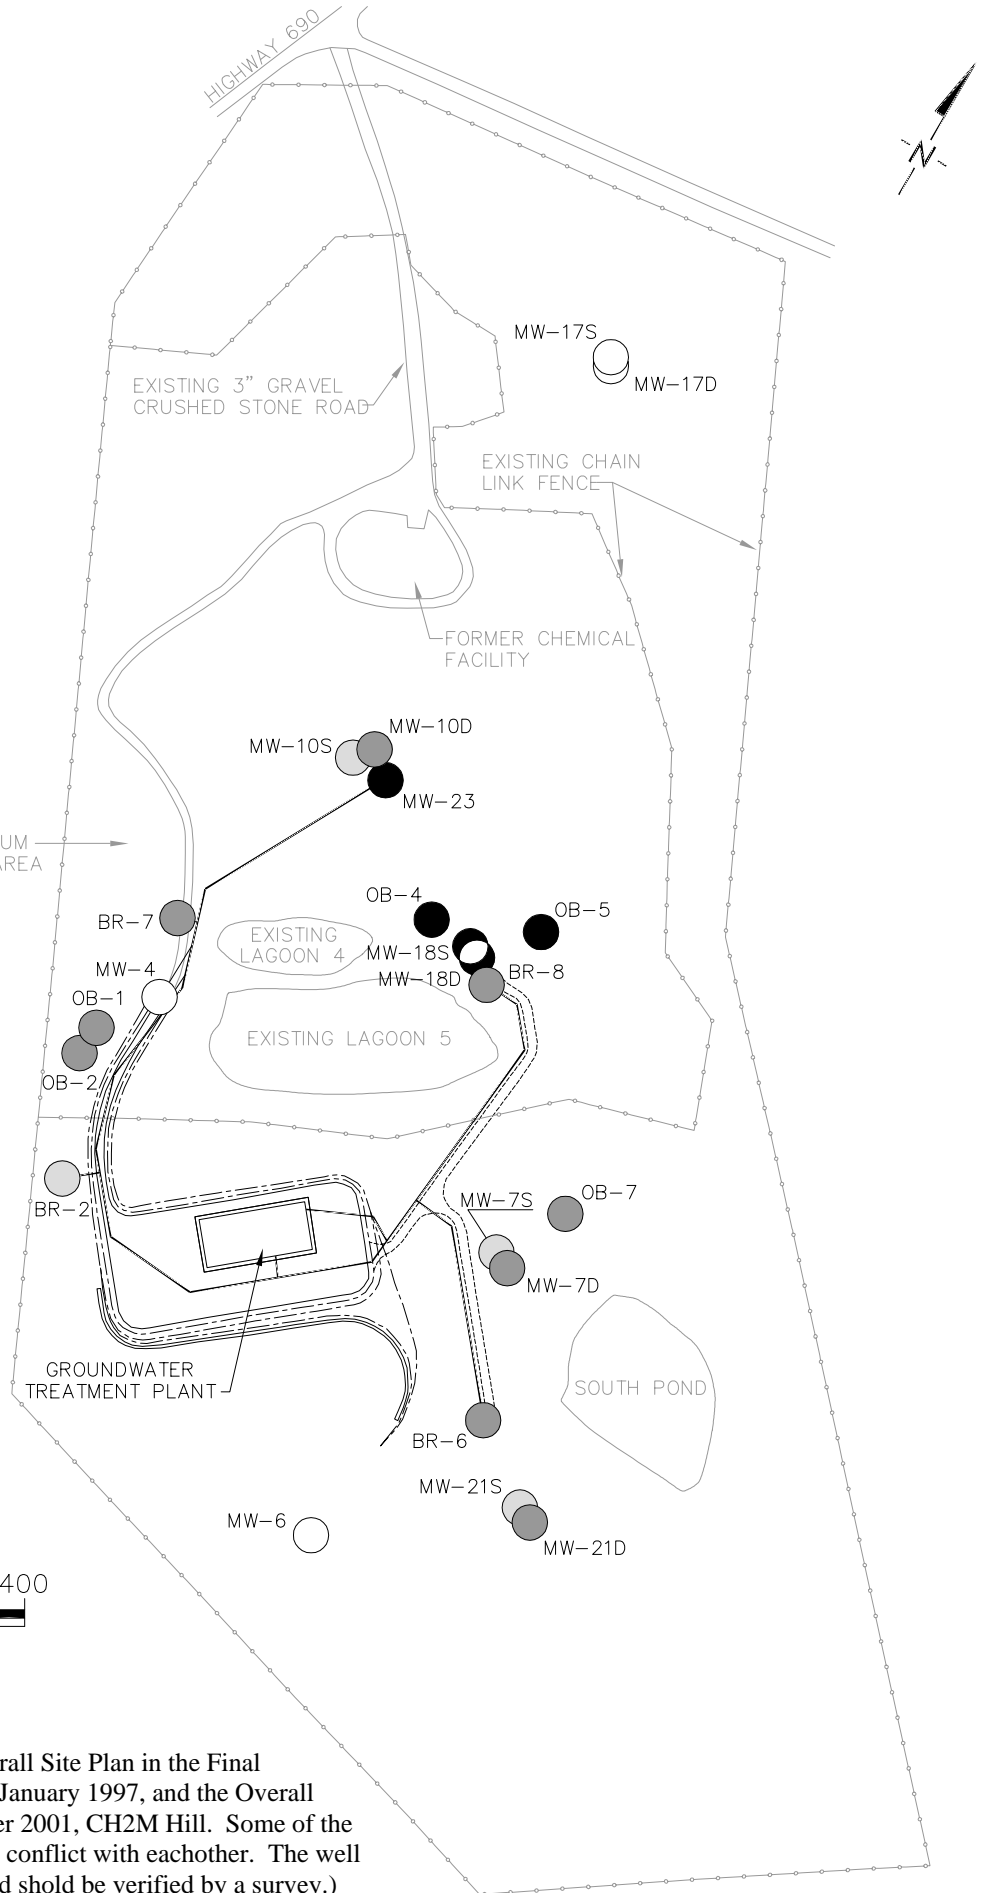 HIGHWAY 690
N
MW-17S
MW-17D
EXISTING 3" GRAVEL
CRUSHED STONE ROAD
EXISTING CHAIN
LINK FENCE
FORMER CHEMICAL
FACILITY
MW-10D
MW-10S
MW-23
UM
AREA
OB-4
OB-5
BR-7
EXISTING
LAGOON 4
MW-18S
BR-8
MW-18D
MW-4
OB-1
EXISTING LAGOON 5
OB-2
BR-2
MW-7S
OB-7
MW-7D
GROUNDWATER
TREATMENT PLANT
SOUTH POND
BR-6
MW-21S
MW-6
MW-21D
400
rall Site Plan in the Final
January 1997, and the Overall
er 2001, CH2M Hill.  Some of the
conflict with eachother.  The well
d shold be verified by a survey.)